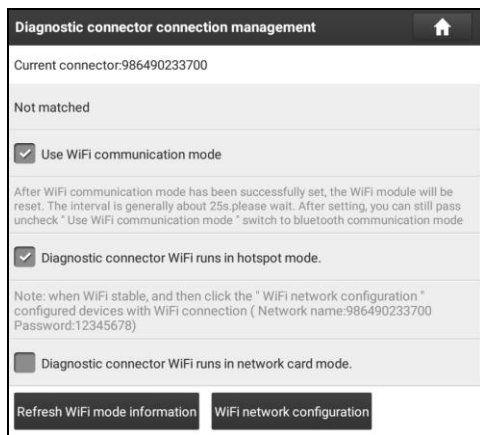 Diagnostic connector connection management
Current connector:986490233700
Not matched
Use WiFi communication mode
After WiFi communication mode has been successfully set, the WiFi module will be
reset. The interval is generally about 25s.please wait. After setting, you can still pass
uncheck " Use WiFi communication mode " switch to bluetooth communication mode
Diagnostic connector WiFi runs in hotspot mode.
Note: when WiFi stable, and then click the " WiFi network configuration "
configured devices with WiFi connection ( Network name:986490233700
Password:12345678)
Diagnostic connector WiFi runs in network card mode.
Refresh WiFi mode information
WiFi network configuration